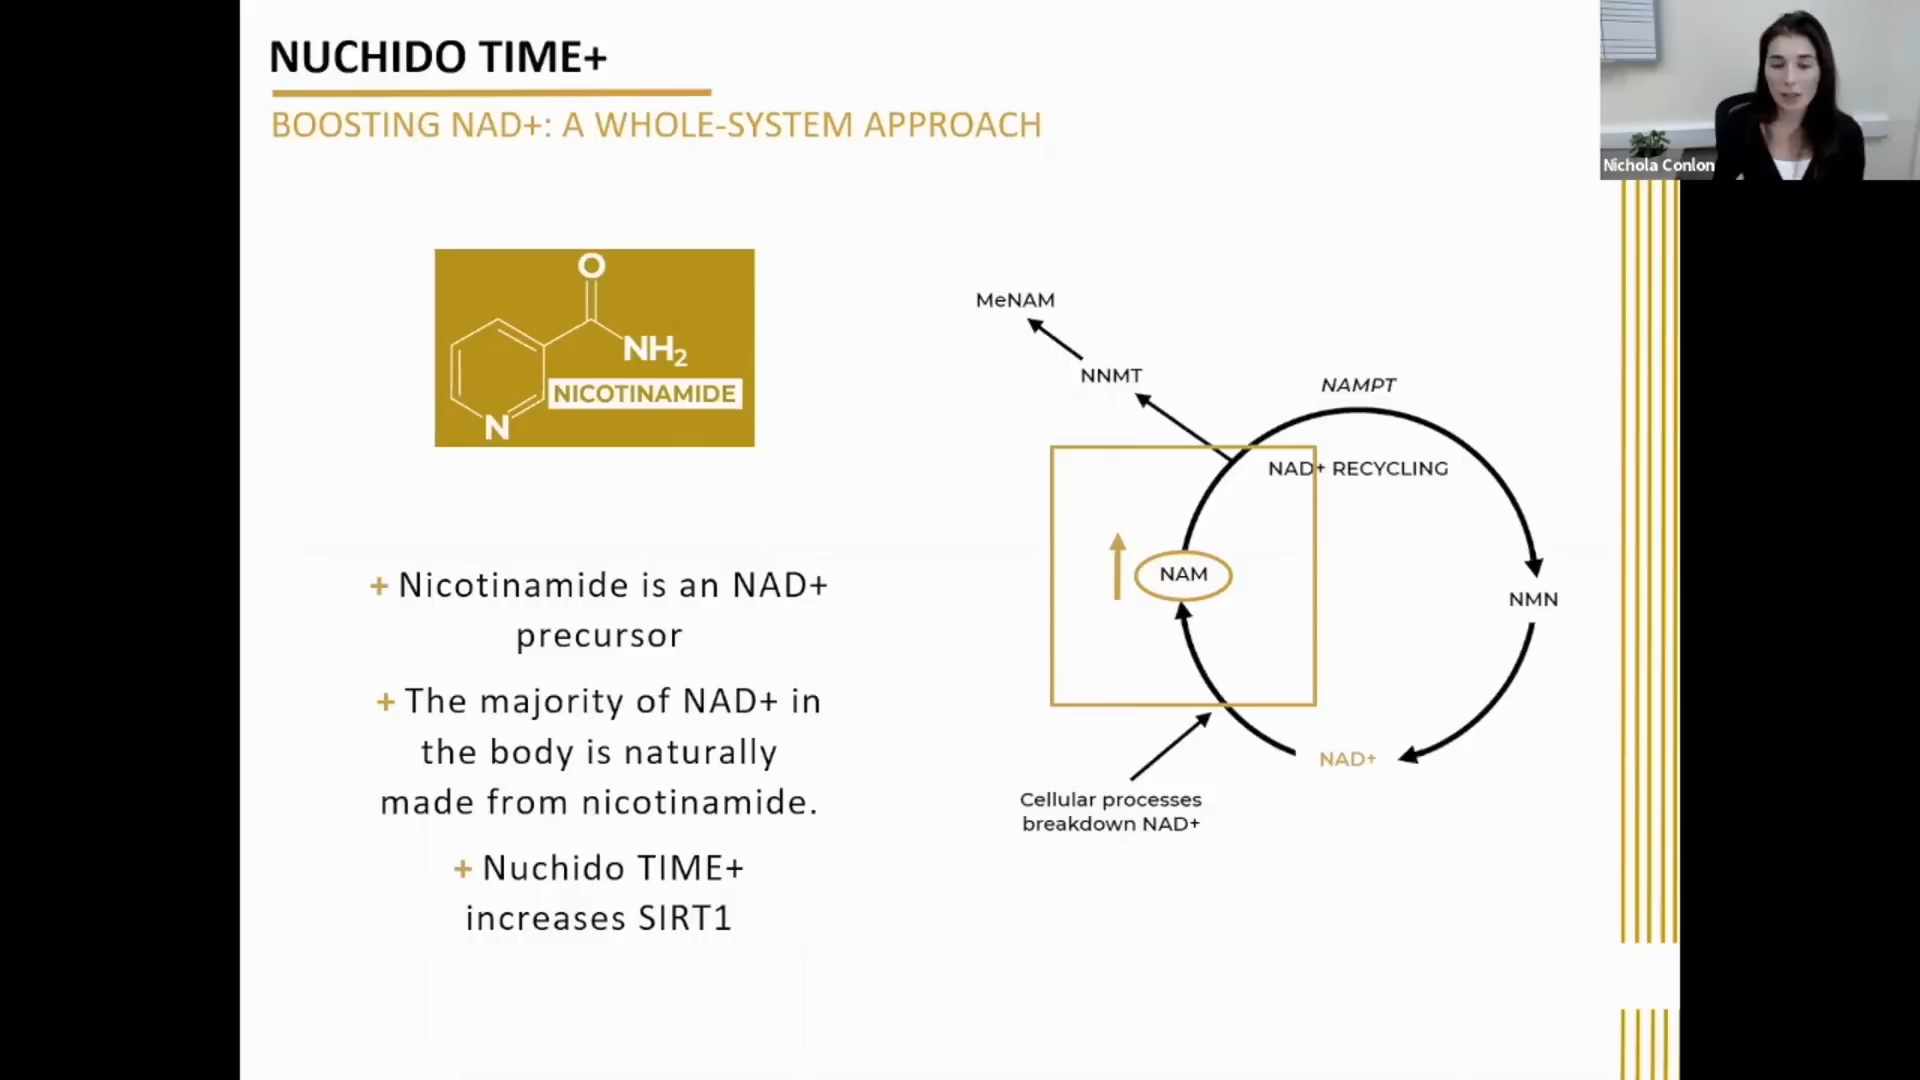 NUCHIDO TIME+
BOOSTING NAD+: A WHOLE-SYSTEM APPROACH
Nichola Conlon
O
NH2
NICOTINAMIDE
N
+ Nicotinamide is an NAD+
precursor
+ The majority of NAD+ in
the body is naturally
made from nicotinamide.
+ Nuchido TIME+
increases SIRT1
MeNAM
NNMT
NAMPT
NAD+ RECYCLING
NAM
NMN
NAD+
Cellular processes
breakdown NAD+